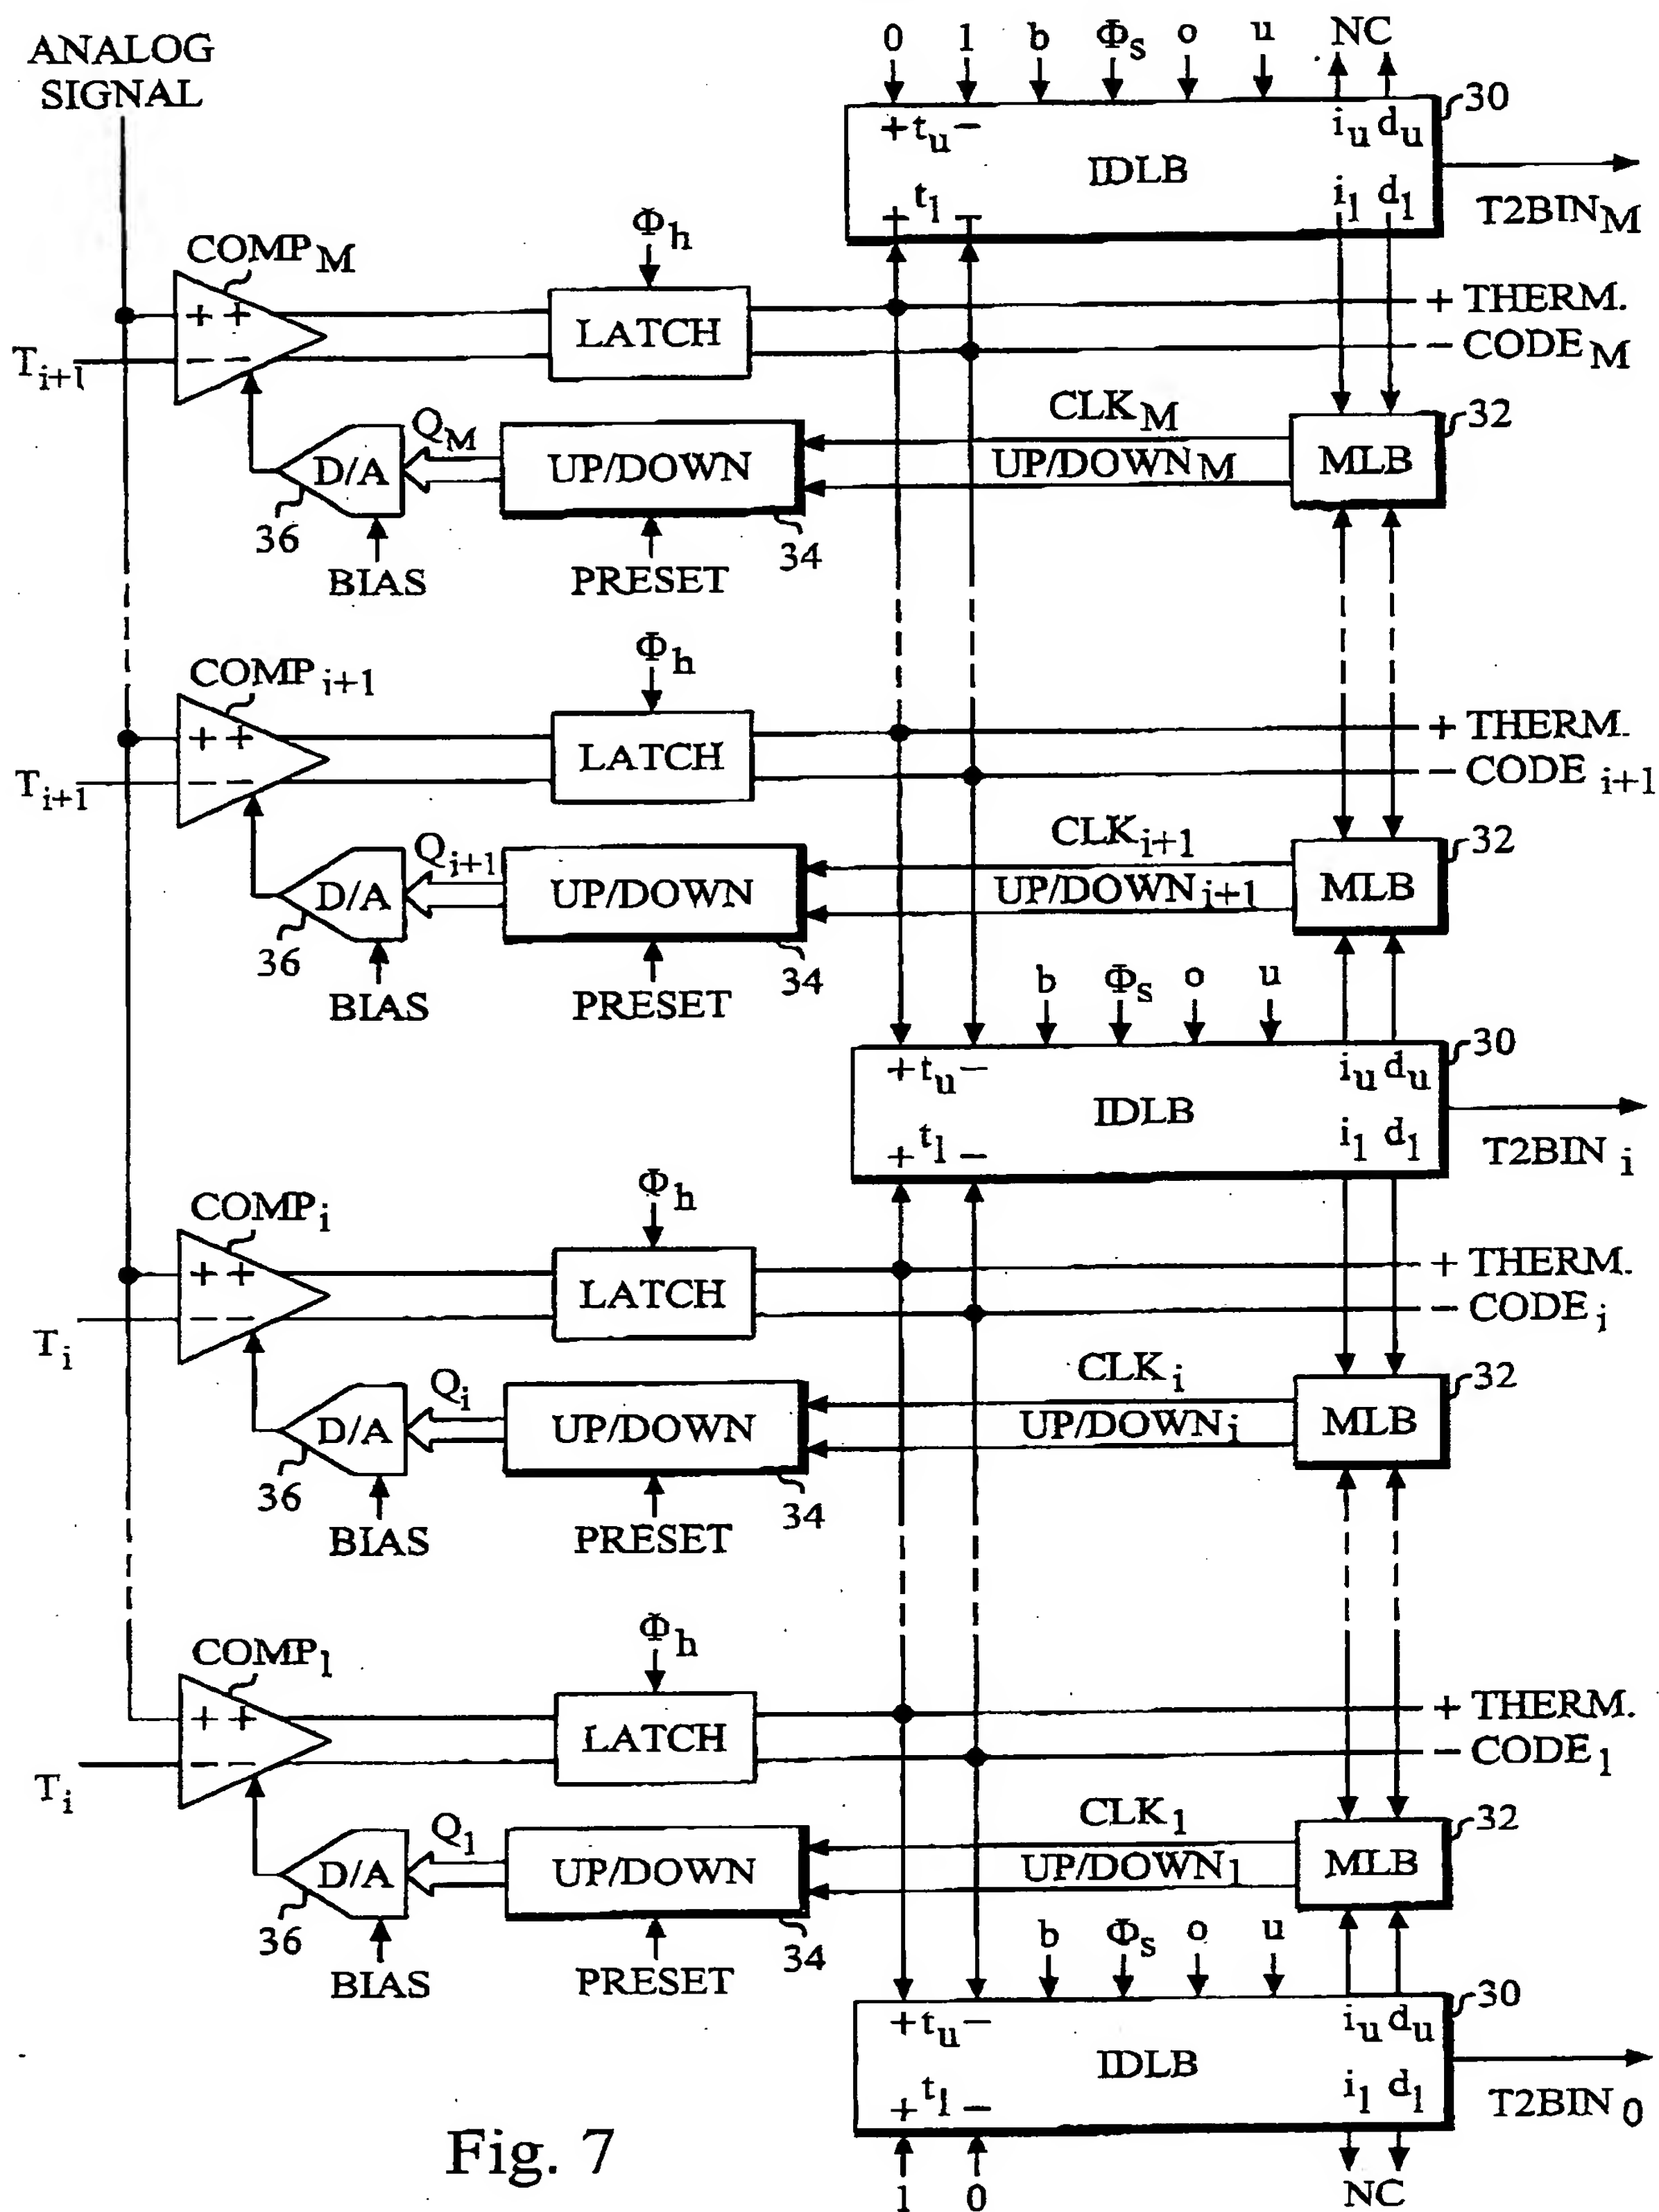 ANALOG
SIGNAL
0 1 b Φs o u NC
30
+ tu − iu du
IDLB
T2BINM
+ tl − il dl
COMPM
Φh
+ +
− −
Ti+1
LATCH
+ THERM.
− CODEM
QM
D/A
36
BIAS
UP/DOWN
34
PRESET
CLKM
UP/DOWNM
MLB
32
COMPi+1
Φh
+ +
− −
Ti+1
LATCH
+ THERM.
− CODEi+1
Qi+1
D/A
36
BIAS
UP/DOWN
34
PRESET
CLKi+1
UP/DOWNi+1
MLB
32
b Φs o u
30
+ tu − iu du
IDLB
T2BINi
+ tl − il dl
COMPi
Φh
+ +
− −
Ti
LATCH
+ THERM.
− CODEi
Qi
D/A
36
BIAS
UP/DOWN
34
PRESET
CLKi
UP/DOWNi
MLB
32
COMP1
Φh
+ +
− −
Ti
LATCH
+ THERM.
− CODE1
Q1
D/A
36
BIAS
UP/DOWN
34
PRESET
CLK1
UP/DOWN1
MLB
32
b Φs o u
30
+ tu − iu du
IDLB
T2BIN0
+ tl − il dl
1 0 NC
Fig. 7